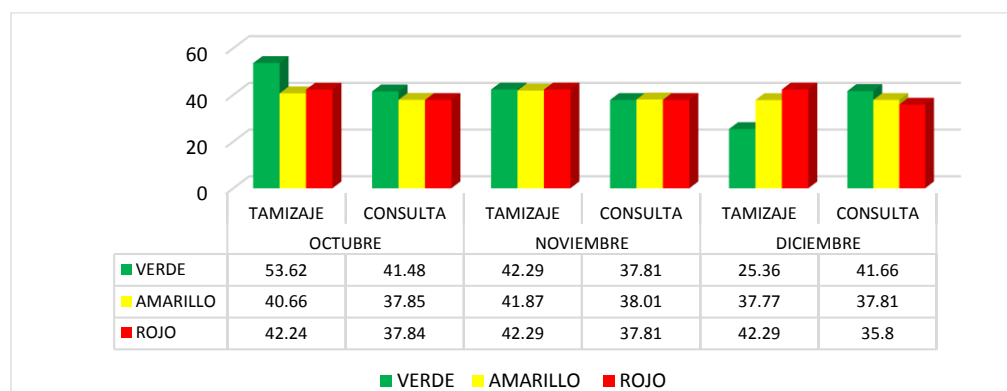 60
40
20
0
TAMIZAJE CONSULTA TAMIZAJE CONSULTA TAMIZAJE CONSULTA
OCTUBRE NOVIEMBRE DICIEMBRE
VERDE 53.62 41.48 42.29 37.81 25.36 41.66
AMARILLO 40.66 37.85 41.87 38.01 37.77 37.81
ROJO 42.24 37.84 42.29 37.81 42.29 35.8
VERDE AMARILLO ROJO